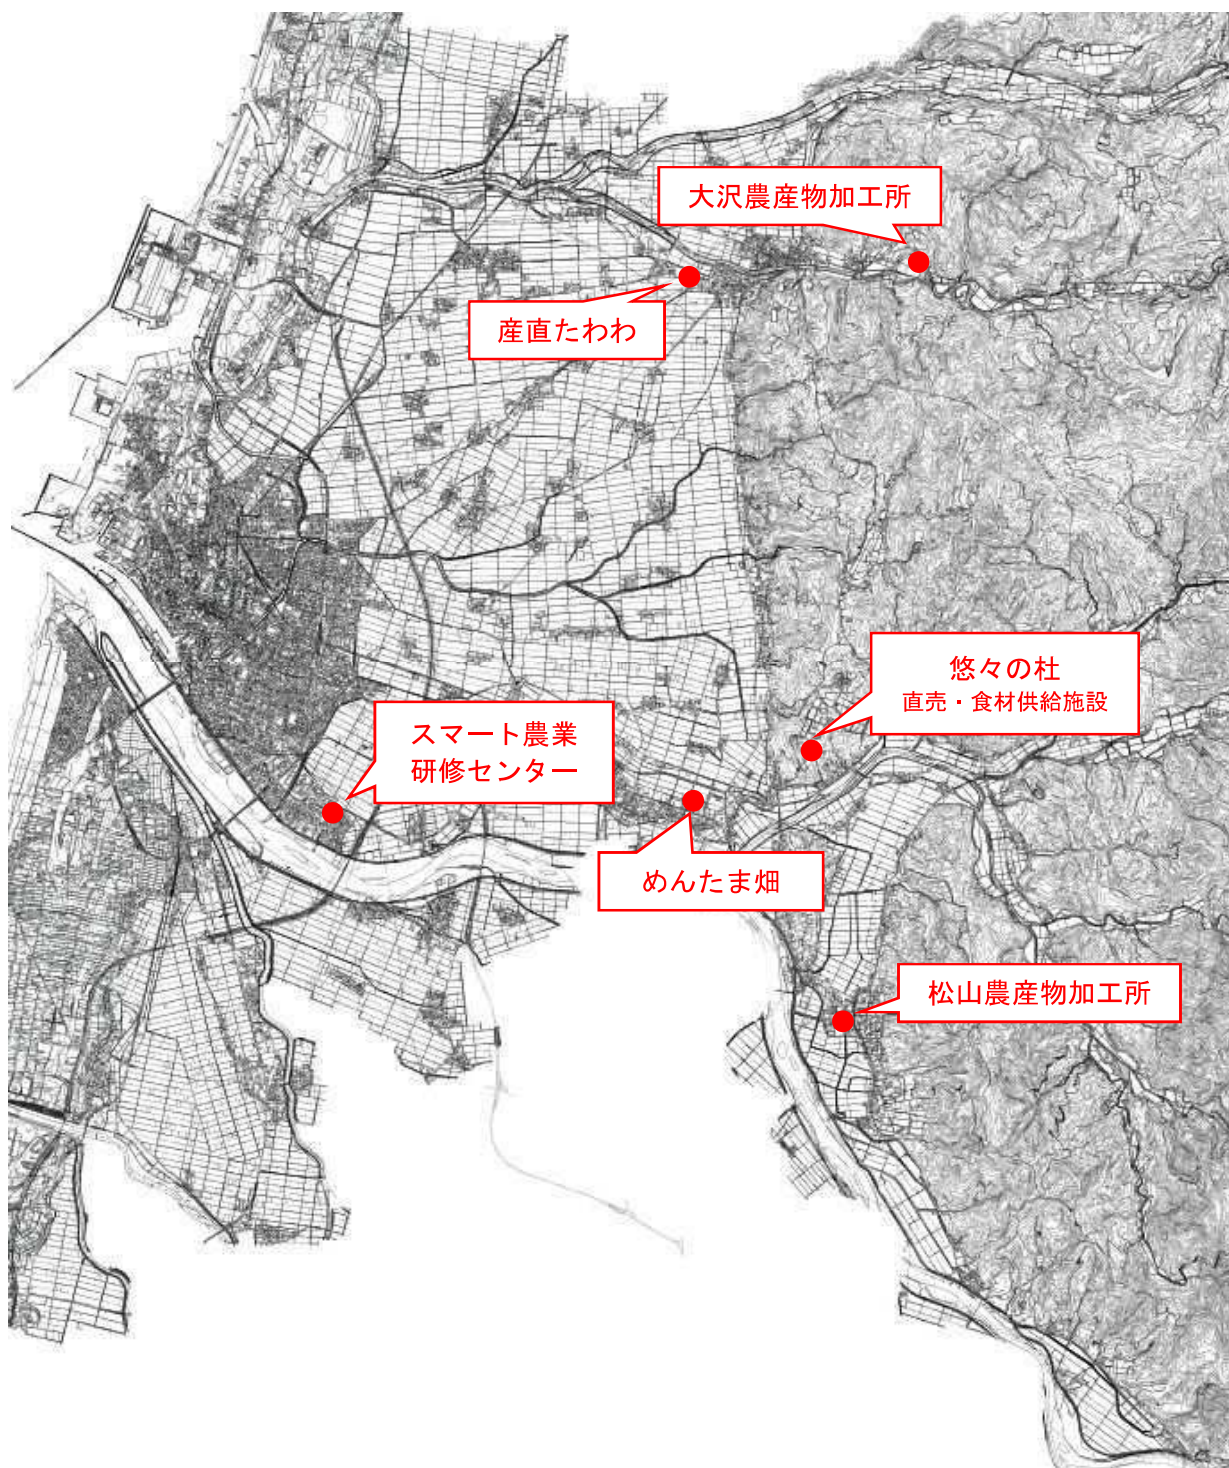 大沢農産物加工所
産直たわわ
悠々の杜
直売・食材供給施設
スマート農業
研修センター
めんたま畑
松山農産物加工所